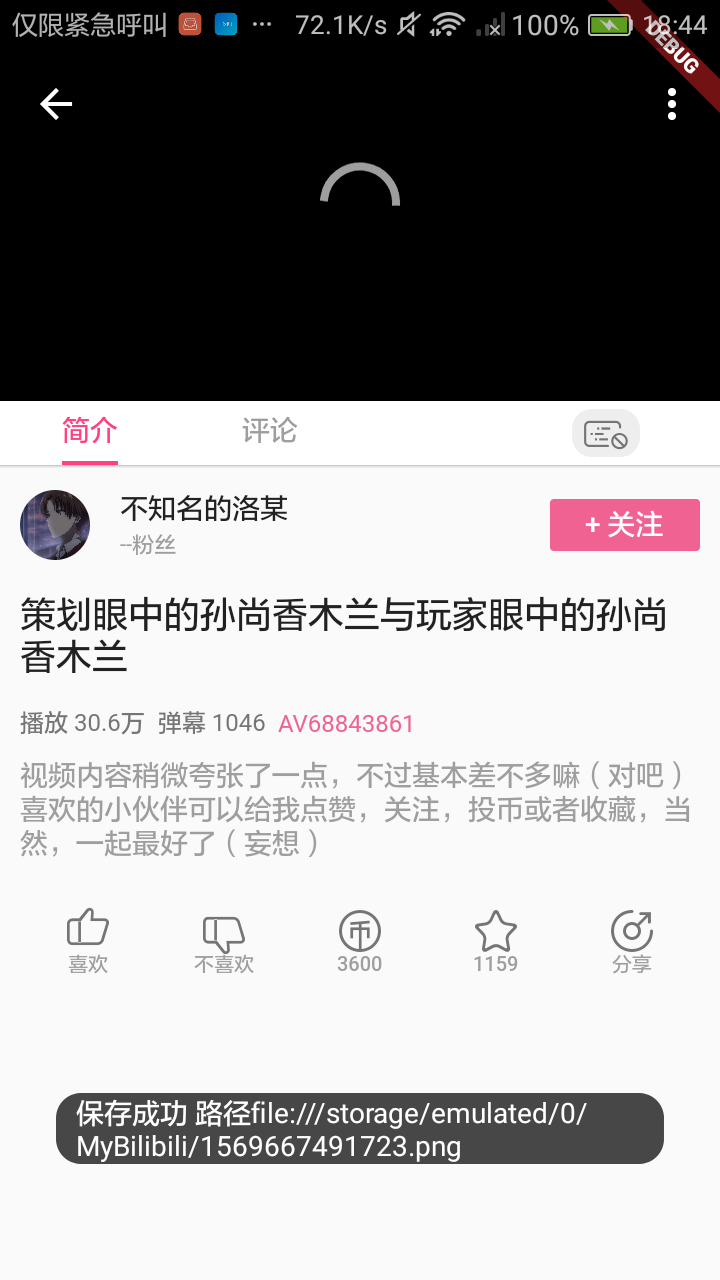 仅限紧急呼叫 ··· 72.1K/s 100% 18:44
DEBUG
简介 评论
不知名的洛某
--粉丝
+ 关注
策划眼中的孙尚香木兰与玩家眼中的孙尚
香木兰
播放 30.6万 弹幕 1046 AV68843861
视频内容稍微夸张了一点，不过基本差不多嘛（对吧）
喜欢的小伙伴可以给我点赞，关注，投币或者收藏，当
然，一起最好了（妄想）
币
喜欢 不喜欢 3600 1159 分享
保存成功 路径file:///storage/emulated/0/
MyBilibili/1569667491723.png